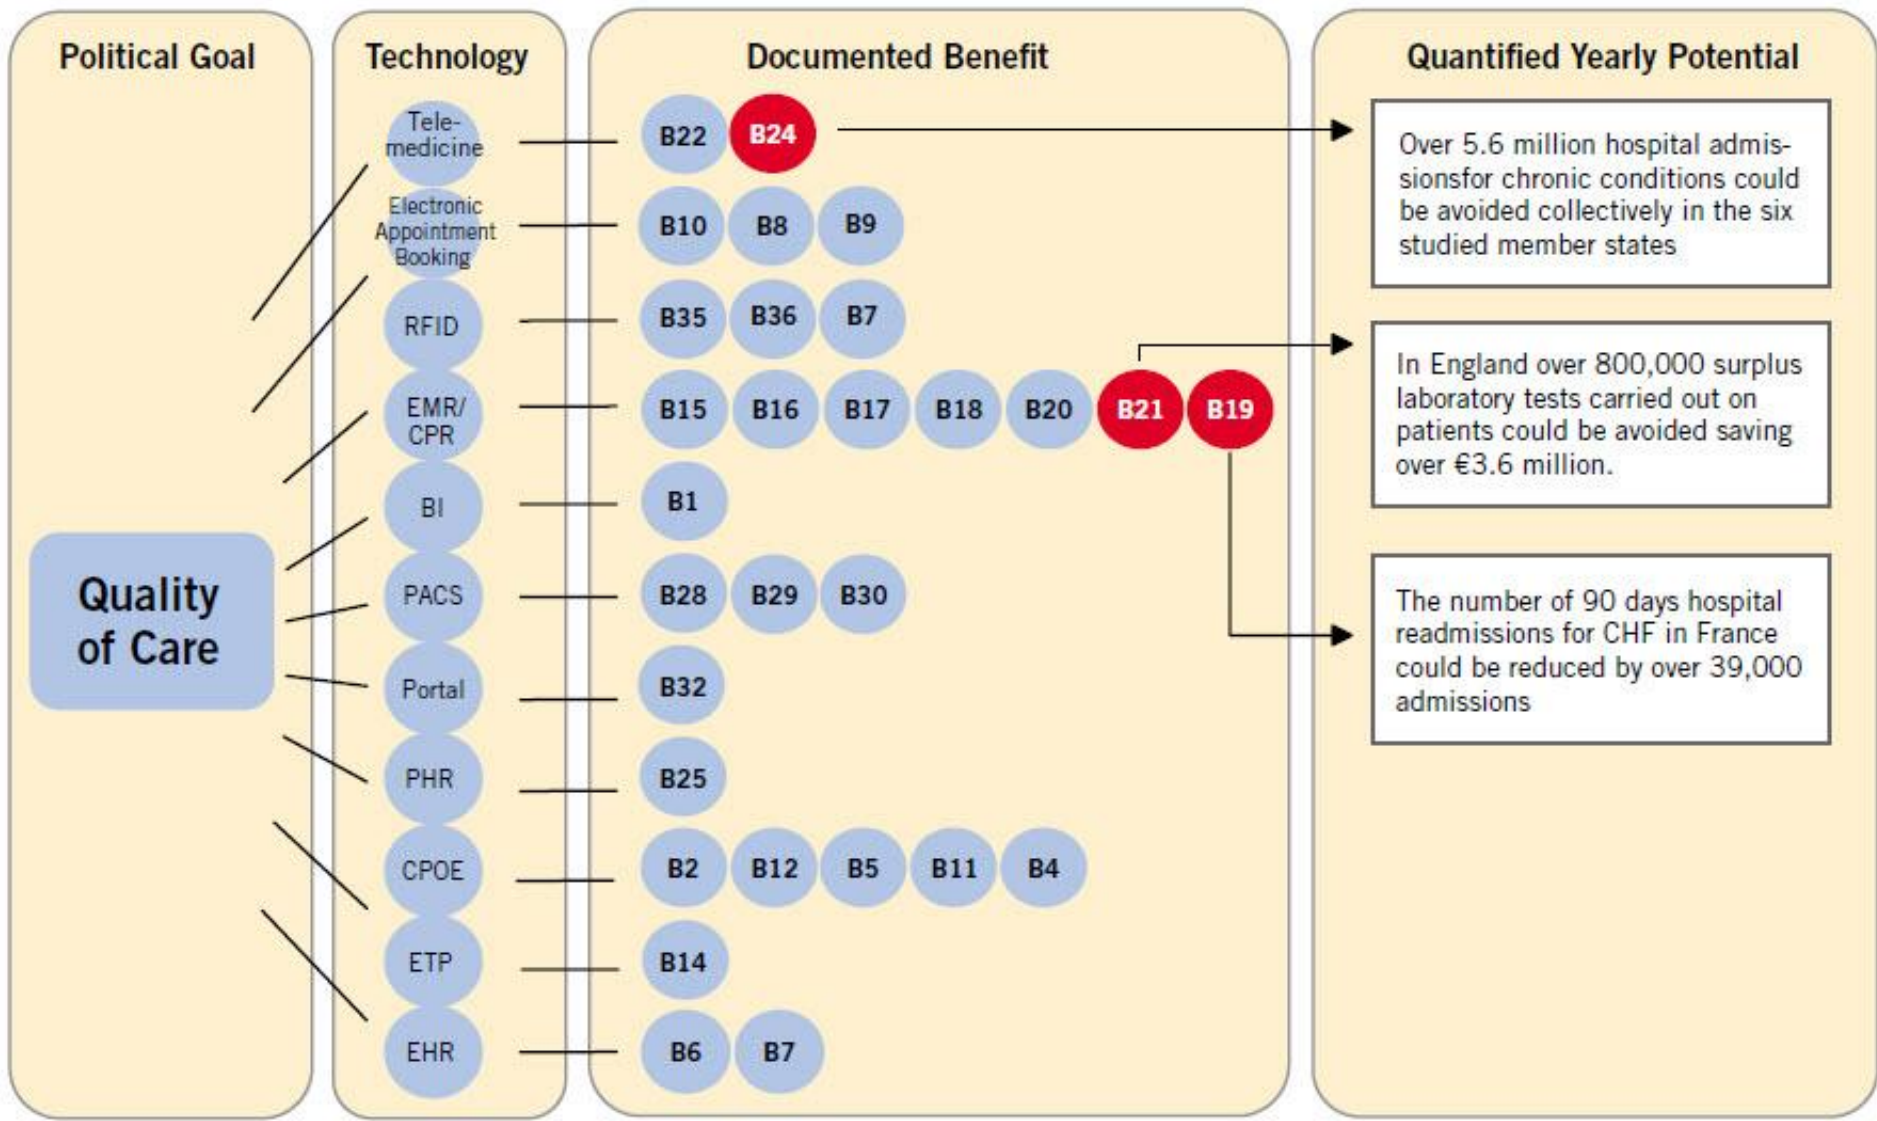 Political Goal
Technology
Documented Benefit
Quantified Yearly Potential
Quality
of Care
Tele-
medicine
B22 B24
Over 5.6 million hospital admis-
sionsfor chronic conditions could
be avoided collectively in the six
studied member states
Electronic
Appointment
Booking
B10 B8 B9
RFID
B35 B36 B7
EMR/
CPR
B15 B16 B17 B18 B20 B21 B19
In England over 800,000 surplus
laboratory tests carried out on
patients could be avoided saving
over €3.6 million.
The number of 90 days hospital
readmissions for CHF in France
could be reduced by over 39,000
admissions
BI
B1
PACS
B28 B29 B30
Portal
B32
PHR
B25
CPOE
B2 B12 B5 B11 B4
ETP
B14
EHR
B6 B7